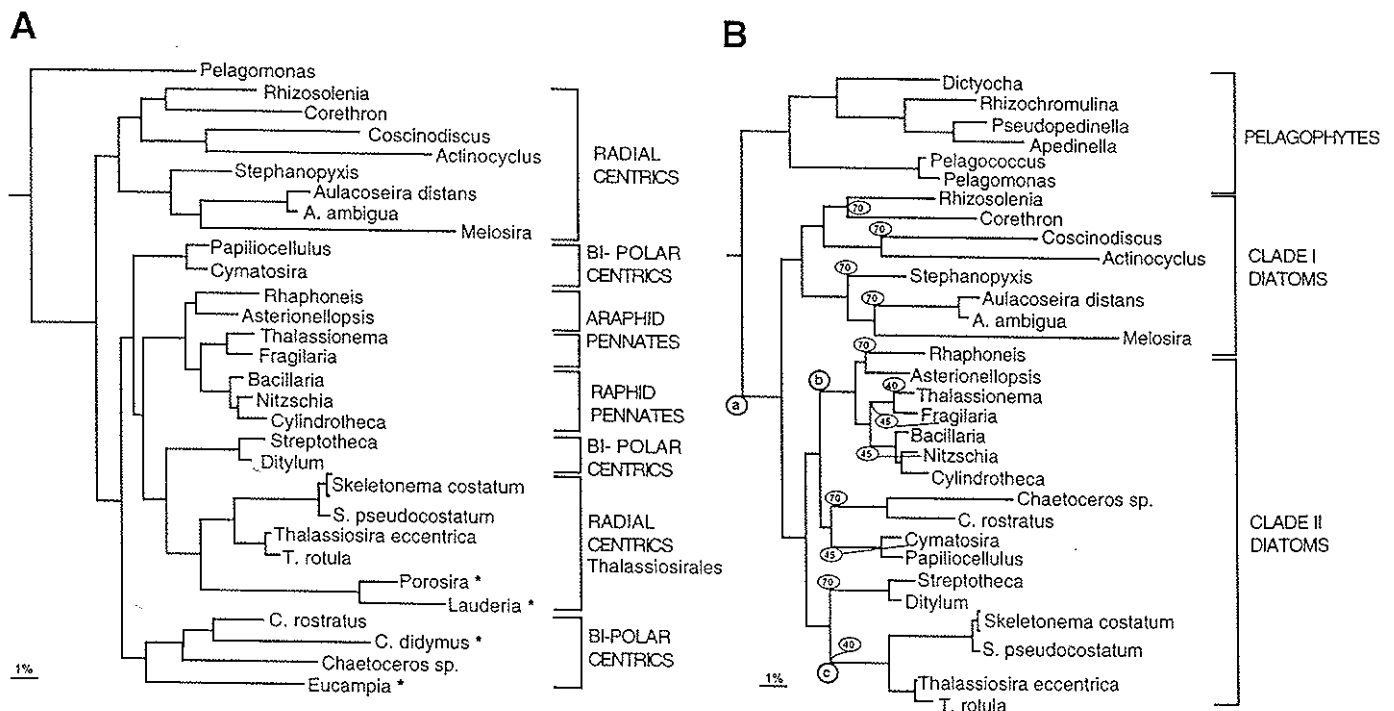 A
Pelagomonas
Rhizosolenia
Corethron
Coscinodiscus
Actinocyclus
Stephanopyxis
Aulacoseira distans
A. ambigua
Melosira
Papiliocellulus
Cymatosira
Rhaphoneis
Asterionellopsis
Thalassionema
Fragilaria
Bacillaria
Nitzschia
Cylindrotheca
Streptotheca
Ditylum
Skeletonema costatum
S. pseudocostatum
Thalassiosira eccentrica
T. rotula
Porosira *
Lauderia *
C. rostratus
C. didymus *
Chaetoceros sp.
Eucampia *
1%
RADIAL
CENTRICS
BI- POLAR
CENTRICS
ARAPHID
PENNATES
RAPHID
PENNATES
BI- POLAR
CENTRICS
RADIAL
CENTRICS
Thalassiosirales
BI-POLAR
CENTRICS
B
Dictyocha
Rhizochromulina
Pseudopedinella
Apedinella
Pelagococcus
Pelagomonas
Rhizosolenia
70
Corethron
70
Coscinodiscus
Actinocyclus
70
Stephanopyxis
70
Aulacoseira distans
A. ambigua
Melosira
70
Rhaphoneis
b
Asterionellopsis
40
Thalassionema
a
45
Fragilaria
Bacillaria
45
Nitzschia
Cylindrotheca
70
Chaetoceros sp.
C. rostratus
Cymatosira
45
Papiliocellulus
70
Streptotheca
Ditylum
Skeletonema costatum
40
S. pseudocostatum
c
Thalassiosira eccentrica
T. rotula
1%
PELAGOPHYTES
CLADE I
DIATOMS
CLADE II
DIATOMS